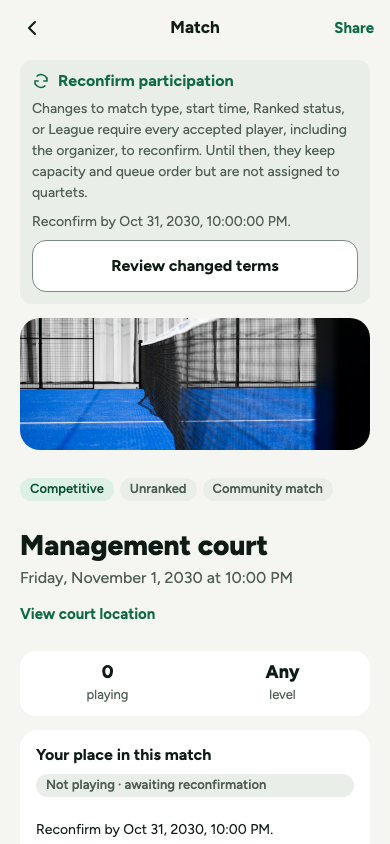 Match
Share
Reconfirm participation
Changes to match type, start time, Ranked status,
or League require every accepted player, including
the organizer, to reconfirm. Until then, they keep
capacity and queue order but are not assigned to
quartets.
Reconfirm by Oct 31, 2030, 10:00:00 PM.
Review changed terms
Competitive
Unranked
Community match
Management court
Friday, November 1, 2030 at 10:00 PM
View court location
0
playing
Any
level
Your place in this match
Not playing · awaiting reconfirmation
Reconfirm by Oct 31, 2030, 10:00 PM.